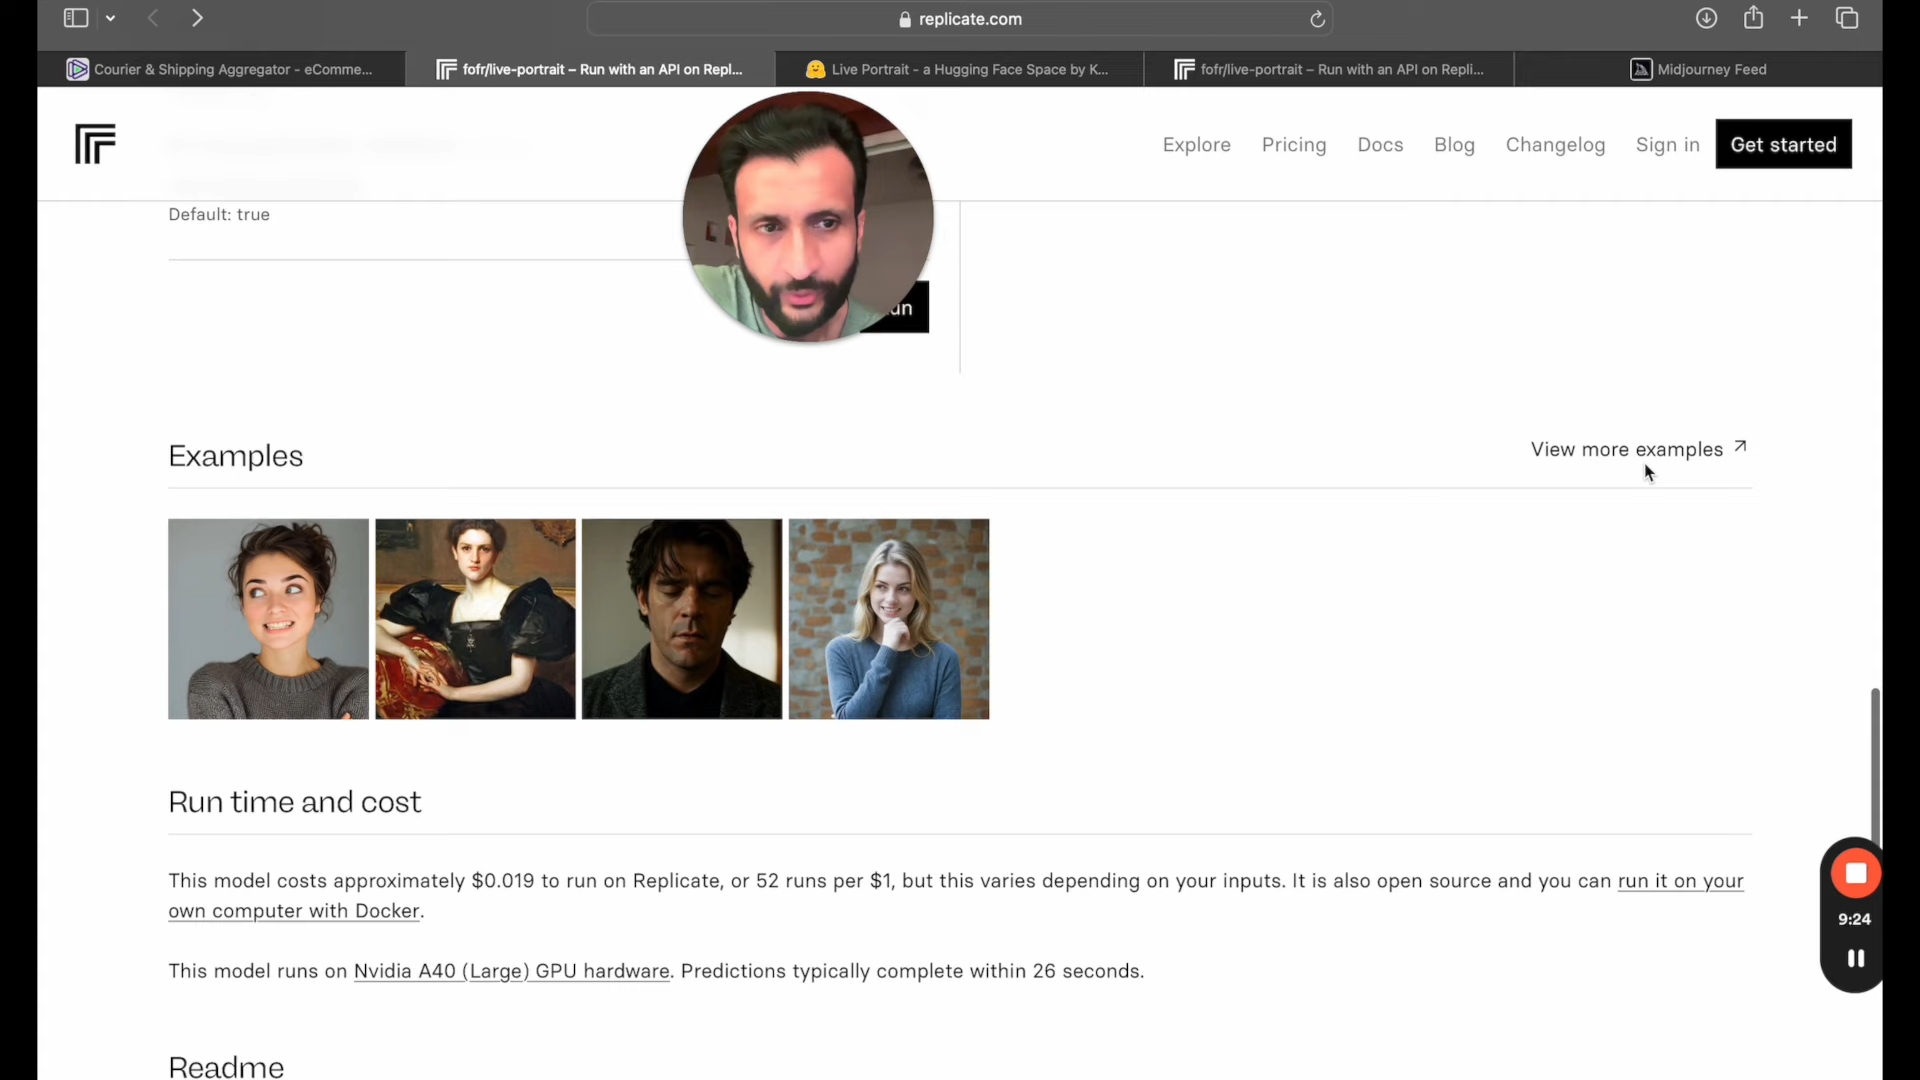 replicate.com
Courier & Shipping Aggregator - eComme...
fofr/live-portrait – Run with an API on Repl...
Live Portrait - a Hugging Face Space by K...
fofr/live-portrait – Run with an API on Repli...
Midjourney Feed
Explore
Pricing
Docs
Blog
Changelog
Sign in
Get started
Default: true
un
Examples
View more examples
Run time and cost
This model costs approximately $0.019 to run on Replicate, or 52 runs per $1, but this varies depending on your inputs. It is also open source and you can run it on your
own computer with Docker.
9:24
This model runs on Nvidia A40 (Large) GPU hardware. Predictions typically complete within 26 seconds.
Readme